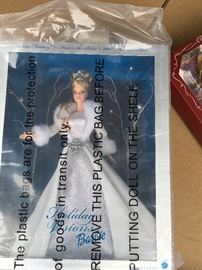 The plastic bags are for the protection
of goods in transit only.
REMOVE THIS PLASTIC BAG BEFORE
PUTTING DOLL ON THE SHELF
Holiday
Visions
Barbie